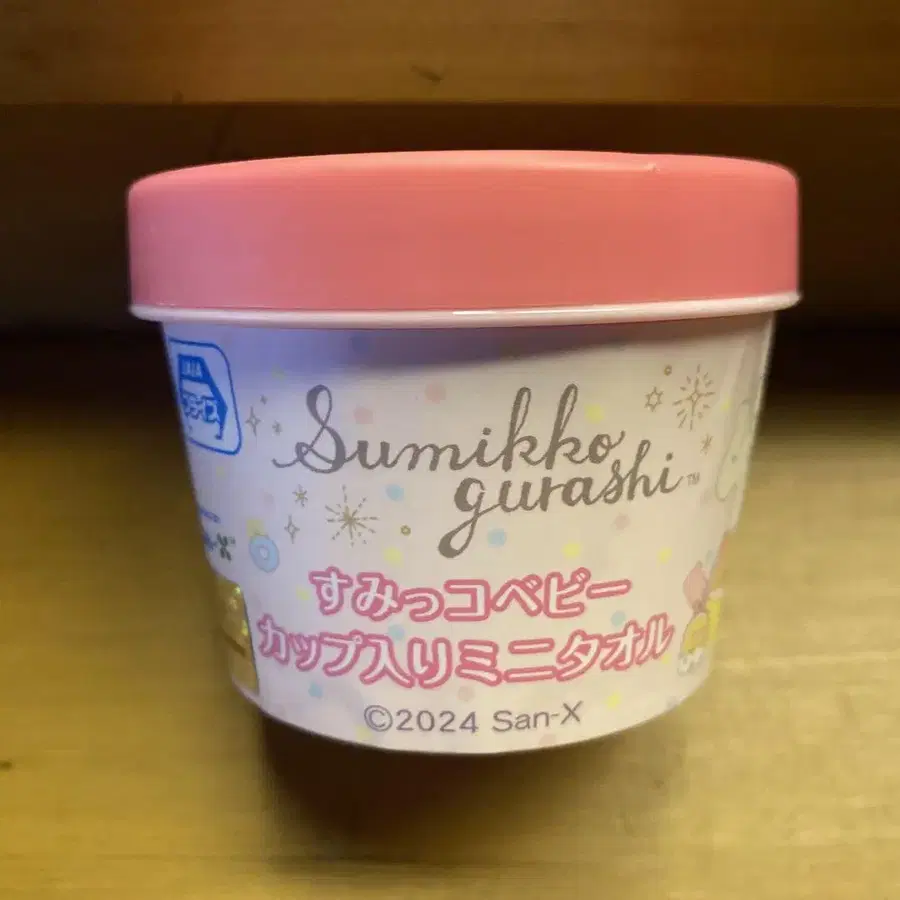 Sumikko
gurashi™
すみっコベビー
カップ入りミニタオル
©2024 San-X